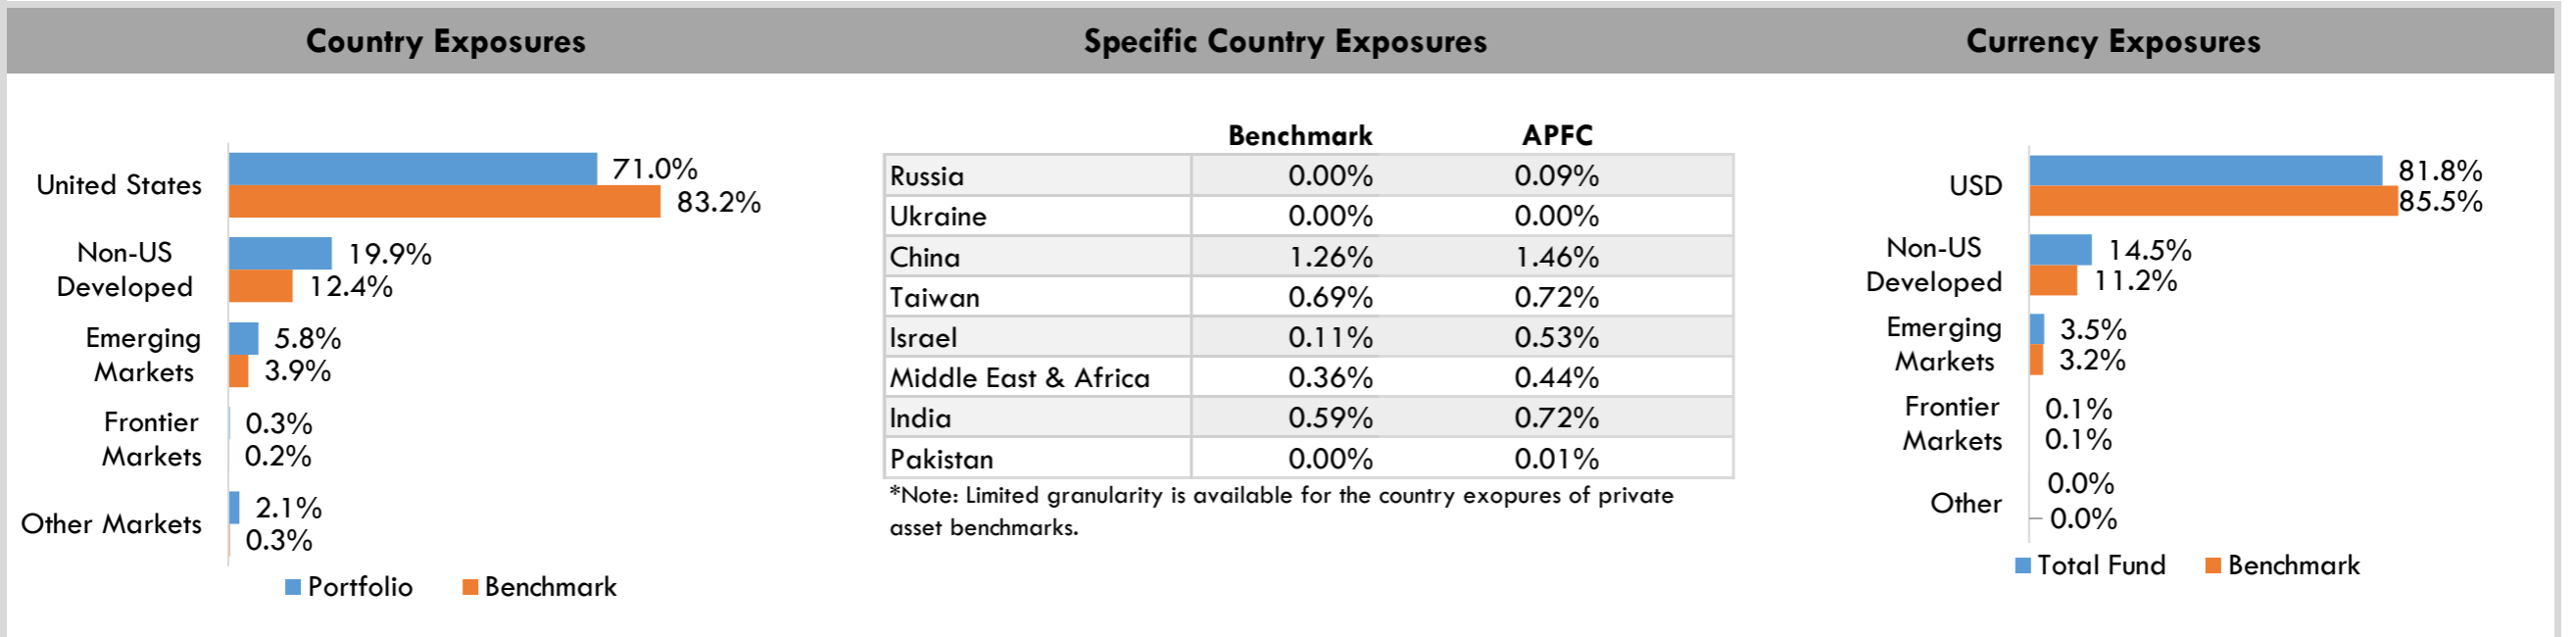 Country Exposures
United States
71.0%
83.2%
Non-US
Developed
19.9%
12.4%
Emerging
Markets
5.8%
3.9%
Frontier
Markets
0.3%
0.2%
Other Markets
2.1%
0.3%
Portfolio Benchmark
Specific Country Exposures
Benchmark APFC
Russia 0.00% 0.09%
Ukraine 0.00% 0.00%
China 1.26% 1.46%
Taiwan 0.69% 0.72%
Israel 0.11% 0.53%
Middle East & Africa 0.36% 0.44%
India 0.59% 0.72%
Pakistan 0.00% 0.01%
*Note: Limited granularity is available for the country exopures of private
asset benchmarks.
Currency Exposures
USD
81.8%
85.5%
Non-US
Developed
14.5%
11.2%
Emerging
Markets
3.5%
3.2%
Frontier
Markets
0.1%
0.1%
Other
0.0%
0.0%
Total Fund Benchmark